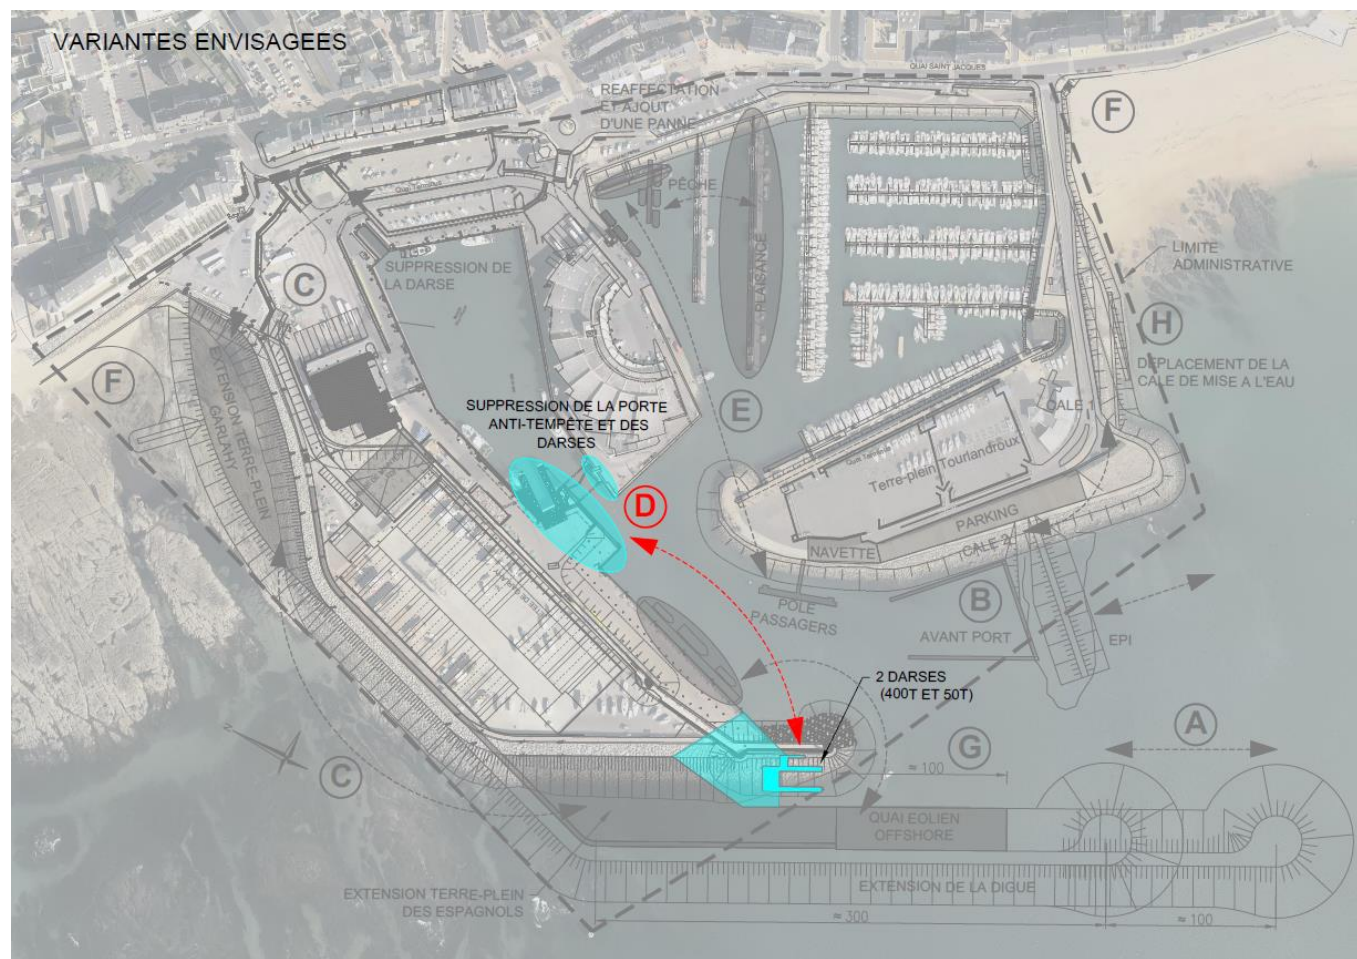 VARIANTES ENVISAGEES
QUAI SAINT JACQUES
REAFFECTATION
ET AJOUT
D'UNE PANNE
F
PÊCHE
PLAISANCE
LIMITE
ADMINISTRATIVE
SUPPRESSION DE
LA DARSE
C
H
DEPLACEMENT DE LA
CALE DE MISE A L'EAU
F
EXTENSION TERRE-PLEIN
GARLAHY
SUPPRESSION DE LA PORTE
ANTI-TEMPÊTE ET DES
DARSES
E
CALE 1
Terre-plein Tourlandroux
D
PARKING
NAVETTE
CALE 2
POLE
PASSAGERS
B
AVANT PORT
EPI
2 DARSES
(400T ET 50T)
A
G
≈ 100
C
QUAI EOLIEN
OFFSHORE
EXTENSION TERRE-PLEIN
DES ESPAGNOLS
EXTENSION DE LA DIGUE
≈ 300
≈ 100